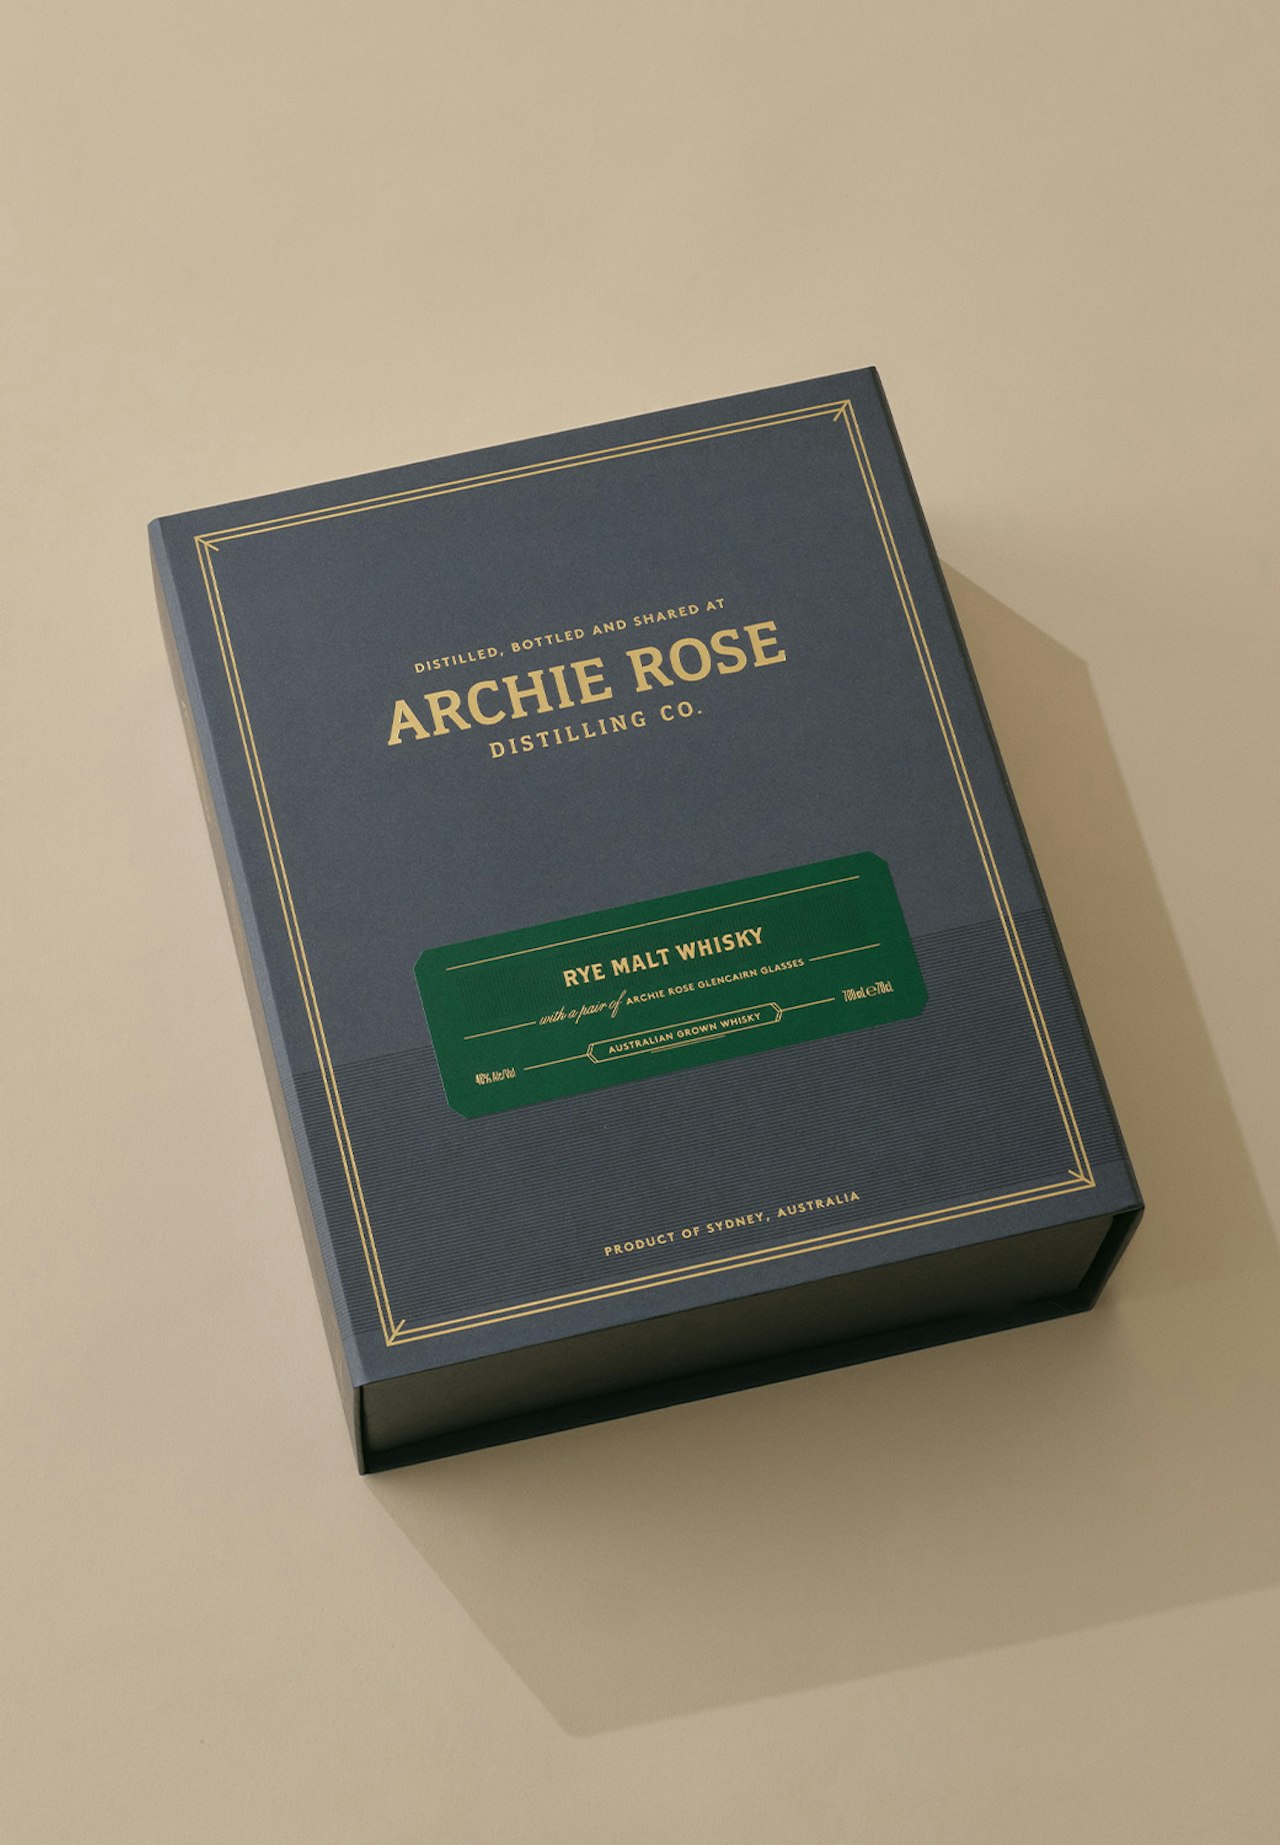 DISTILLED, BOTTLED AND SHARED AT
ARCHIE ROSE
DISTILLING CO.
RYE MALT WHISKY
with a pair of ARCHIE ROSE GLENCAIRN GLASSES
700mL e 70cL
AUSTRALIAN GROWN WHISKY
46% Alc/Vol
PRODUCT OF SYDNEY, AUSTRALIA